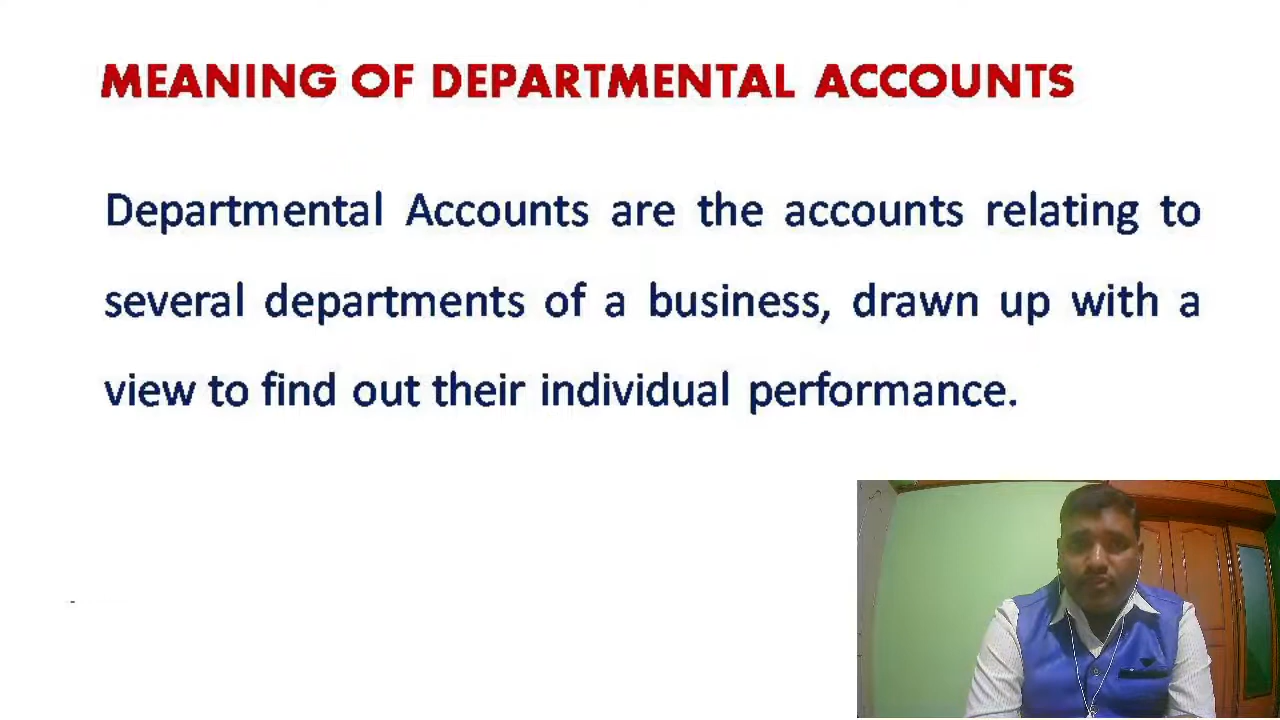 MEANING OF DEPARTMENTAL ACCOUNTS
Departmental Accounts are the accounts relating to
several departments of a business, drawn up with a
view to find out their individual performance.